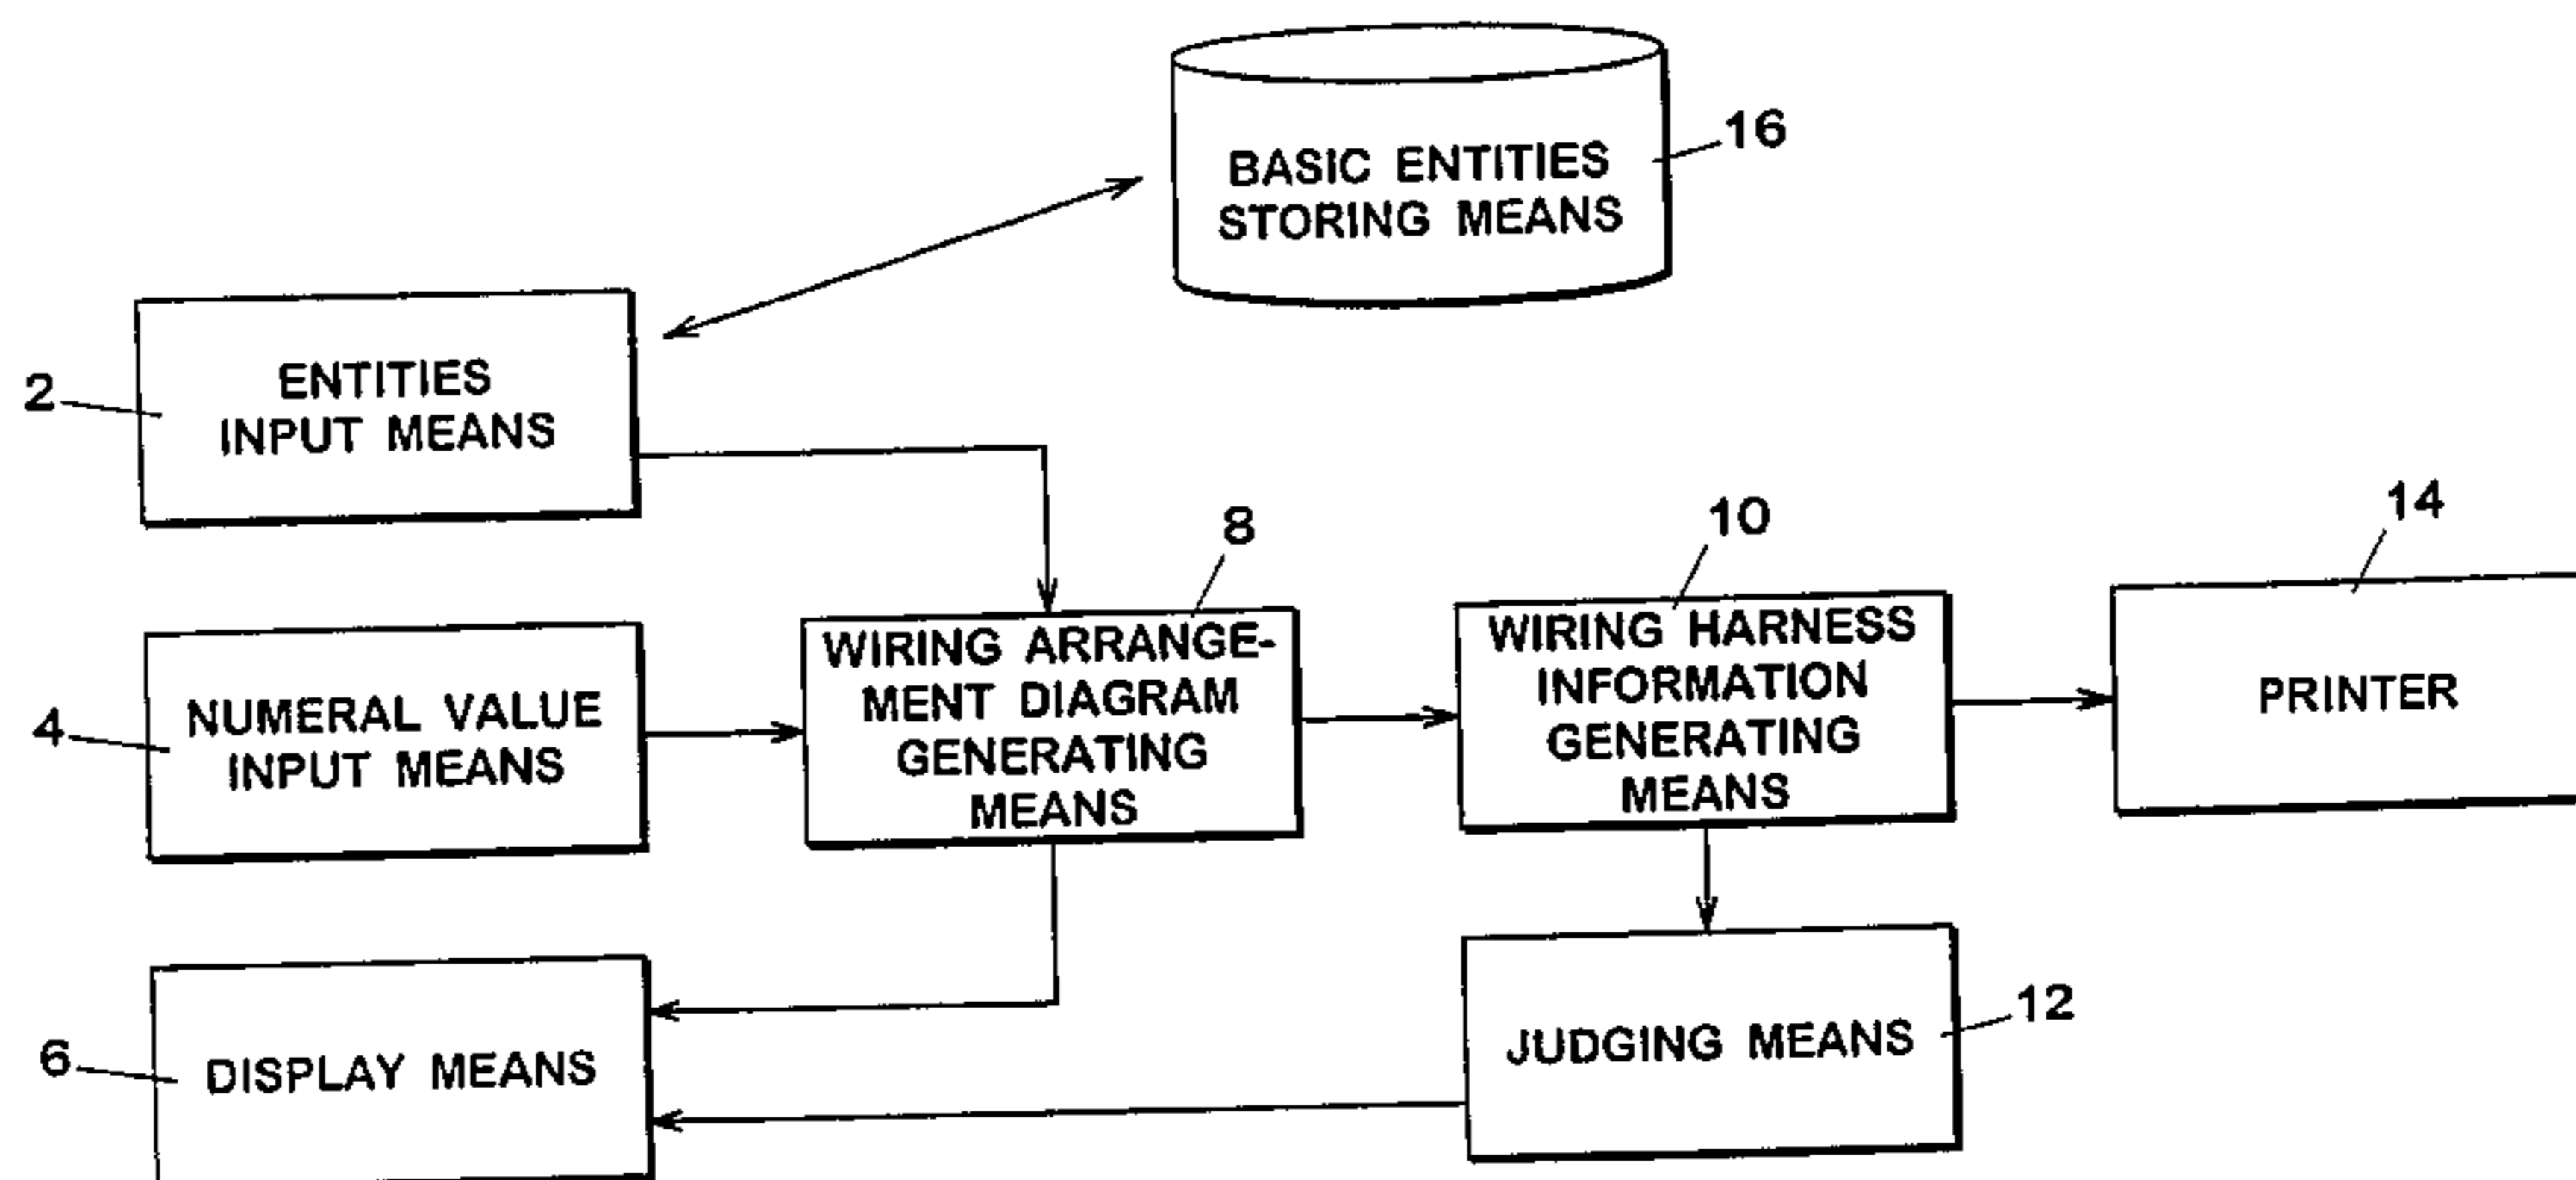 16
BASIC ENTITIES
STORING MEANS
2
ENTITIES
INPUT MEANS
8
10
14
4
NUMERAL VALUE
INPUT MEANS
WIRING ARRANGE-
MENT DIAGRAM
GENERATING
MEANS
WIRING HARNESS
INFORMATION
GENERATING
MEANS
PRINTER
6
DISPLAY MEANS
JUDGING MEANS
12